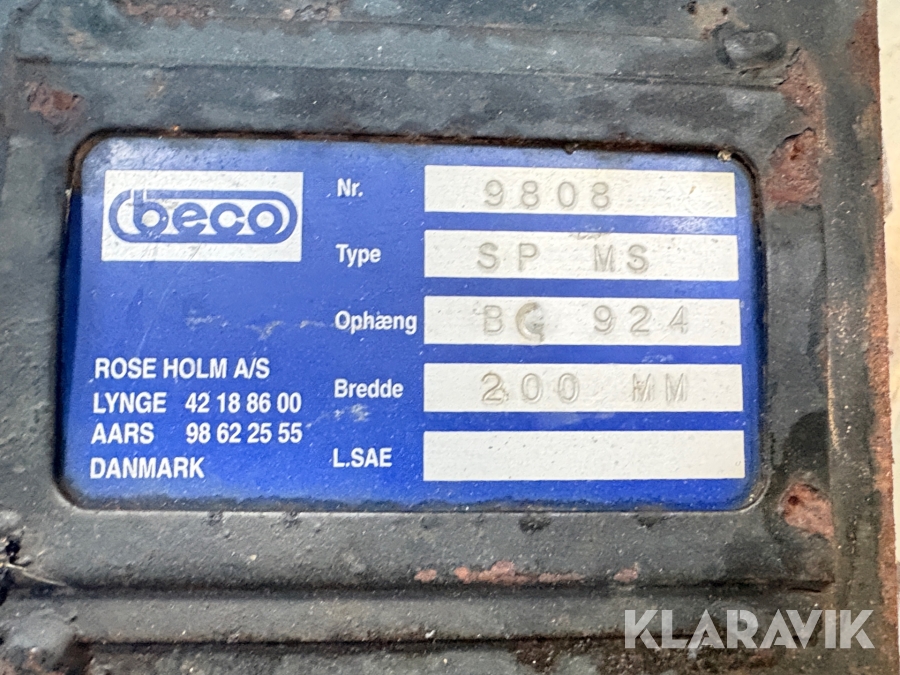 beco
Nr. 9808
Type SP MS
Ophæng BG 924
Bredde 200 MM
L.SAE
ROSE HOLM A/S
LYNGE 42 18 86 00
AARS 98 62 25 55
DANMARK
KLARAVIK